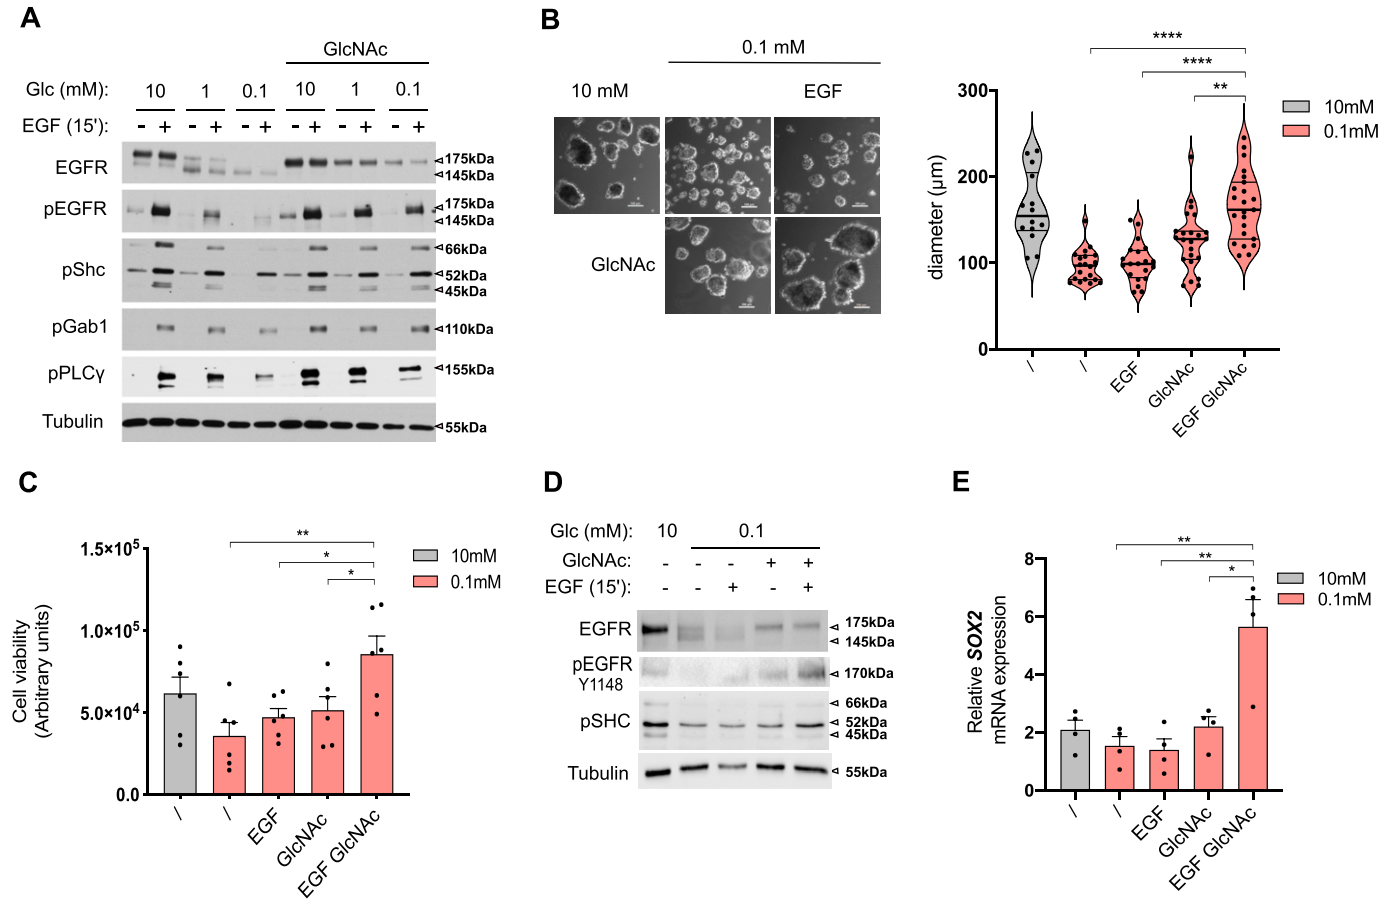 A
GlcNAc
Glc (mM): 10 1 0.1 10 1 0.1
EGF (15'): - + - + - + - + - + - +
EGFR
175kDa
145kDa
pEGFR
175kDa
145kDa
pShc
66kDa
52kDa
45kDa
pGab1
110kDa
pPLCγ
155kDa
Tubulin
55kDa
B
0.1 mM
10 mM
EGF
GlcNAc
****
****
**
300
200
100
0
diameter (μm)
/
/
EGF
GlcNAc
EGF GlcNAc
10mM
0.1mM
C
**
*
*
1.5×10⁵
1.0×10⁵
5.0×10⁴
0.0
Cell viability
(Arbitrary units)
/
/
EGF
GlcNAc
EGF GlcNAc
10mM
0.1mM
D
Glc (mM): 10 0.1
GlcNAc: - - - + +
EGF (15'): - - + - +
EGFR
175kDa
145kDa
pEGFR
Y1148
170kDa
pSHC
66kDa
52kDa
45kDa
Tubulin
55kDa
E
**
**
*
8
6
4
2
0
Relative SOX2
mRNA expression
/
/
EGF
GlcNAc
EGF GlcNAc
10mM
0.1mM